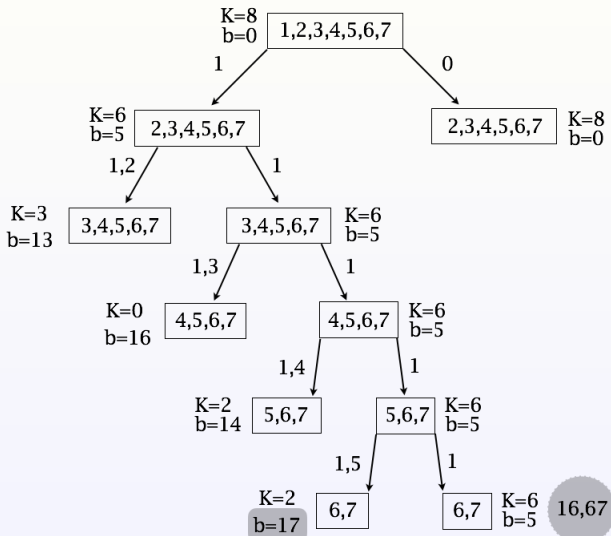 K=8
b=0
1,2,3,4,5,6,7
1
0
K=6
b=5
2,3,4,5,6,7
2,3,4,5,6,7
K=8
b=0
1,2
1
K=3
b=13
3,4,5,6,7
3,4,5,6,7
K=6
b=5
1,3
1
K=0
b=16
4,5,6,7
4,5,6,7
K=6
b=5
1,4
1
K=2
b=14
5,6,7
5,6,7
K=6
b=5
1,5
1
K=2
b=17
6,7
6,7
K=6
b=5
16,67